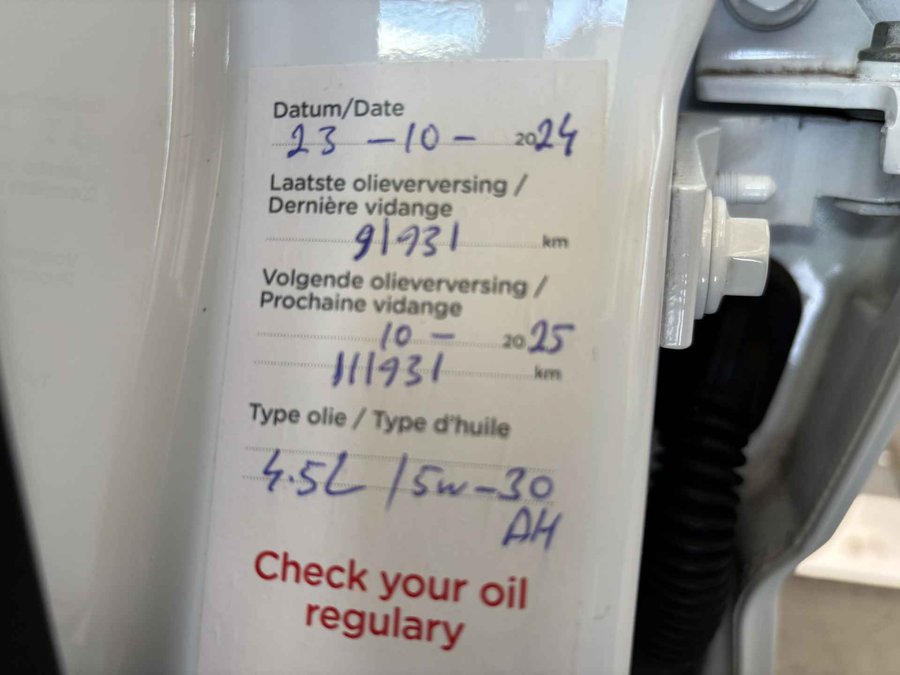 Datum/Date
23 - 10 - 2024
Laatste olieverversing /
Dernière vidange
91931 km
Volgende olieverversing /
Prochaine vidange
10 - 2025
111931 km
Type olie / Type d'huile
4.5L / 5w-30
AH
Check your oil
regulary